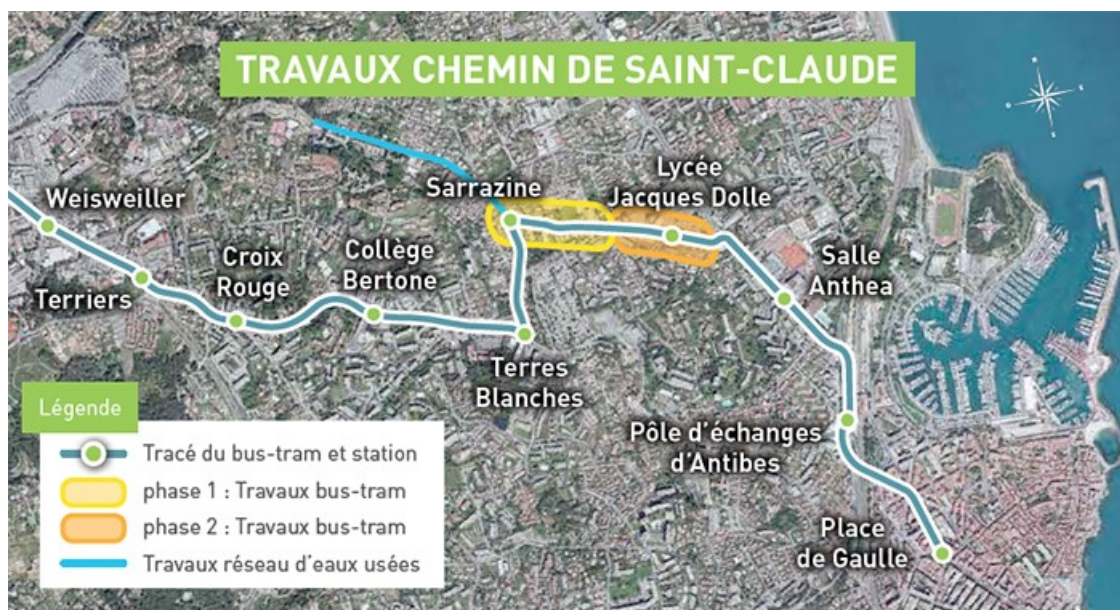 TRAVAUX CHEMIN DE SAINT-CLAUDE
Weisweiller
Terriers
Croix
Rouge
Collège
Bertone
Sarrazine
Lycée
Jacques Dolle
Salle
Anthea
Terres
Blanches
Pôle d'échanges
d'Antibes
Place
de Gaulle
Légende
Tracé du bus-tram et station
phase 1 : Travaux bus-tram
phase 2 : Travaux bus-tram
Travaux réseau d'eaux usées